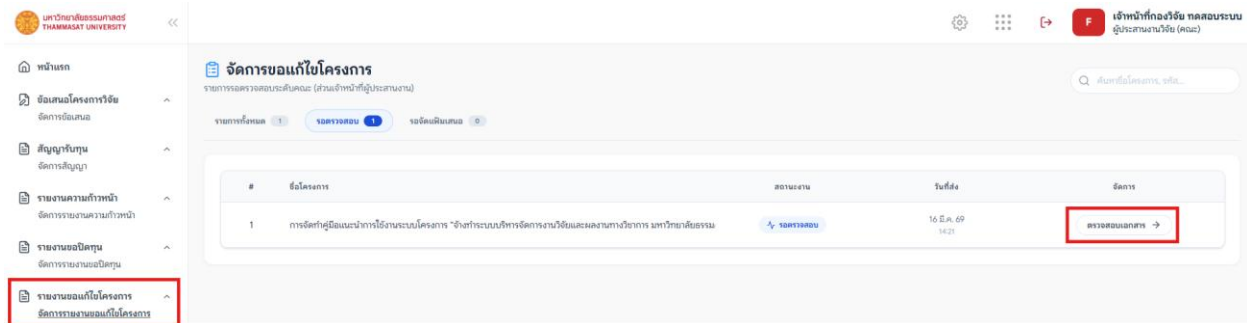 มหาวิทยาลัยธรรมศาสตร์
THAMMASAT UNIVERSITY
F
เจ้าหน้าที่กองวิจัย ทดสอบระบบ
ผู้ประสานงานวิจัย (คณะ)
หน้าแรก
ข้อเสนอโครงการวิจัย
จัดการข้อเสนอ
สัญญารับทุน
จัดการสัญญา
รายงานความก้าวหน้า
จัดการรายงานความก้าวหน้า
รายงานขอปิดทุน
จัดการรายงานขอปิดทุน
รายงานขอแก้ไขโครงการ
จัดการรายงานขอแก้ไขโครงการ
จัดการขอแก้ไขโครงการ
รายการรอตรวจสอบระดับคณะ (ส่วนเจ้าหน้าที่ผู้ประสานงาน)
ค้นหาชื่อโครงการ, รหัส...
รายการทั้งหมด 1 รอตรวจสอบ 1 รอจัดแฟ้มเสนอ 0
# ชื่อโครงการ สถานะงาน วันที่ส่ง จัดการ
1 การจัดทำคู่มือแนะนำการใช้งานระบบโครงการ "จ้างทำระบบบริหารจัดการงานวิจัยและผลงานทางวิชาการ มหาวิทยาลัยธรรม รอตรวจสอบ 16 มี.ค. 69 ตรวจสอบเอกสาร →
14:21